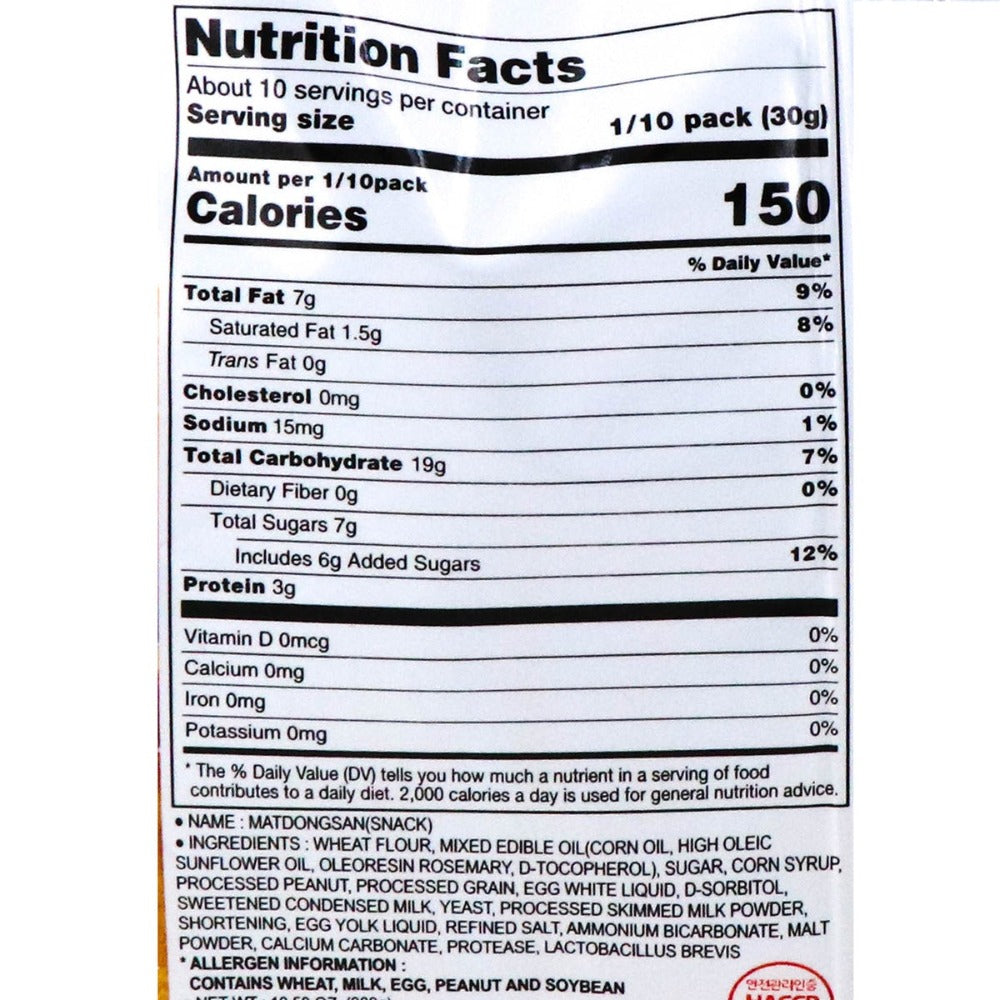 Nutrition Facts
About 10 servings per container
Serving size 1/10 pack (30g)
Amount per 1/10pack
Calories 150
% Daily Value*
Total Fat 7g 9%
Saturated Fat 1.5g 8%
Trans Fat 0g
Cholesterol 0mg 0%
Sodium 15mg 1%
Total Carbohydrate 19g 7%
Dietary Fiber 0g 0%
Total Sugars 7g
Includes 6g Added Sugars 12%
Protein 3g
Vitamin D 0mcg 0%
Calcium 0mg 0%
Iron 0mg 0%
Potassium 0mg 0%
* The % Daily Value (DV) tells you how much a nutrient in a serving of food
contributes to a daily diet. 2,000 calories a day is used for general nutrition advice.
• NAME : MATDONGSAN(SNACK)
• INGREDIENTS : WHEAT FLOUR, MIXED EDIBLE OIL(CORN OIL, HIGH OLEIC
SUNFLOWER OIL, OLEORESIN ROSEMARY, D-TOCOPHEROL), SUGAR, CORN SYRUP,
PROCESSED PEANUT, PROCESSED GRAIN, EGG WHITE LIQUID, D-SORBITOL,
SWEETENED CONDENSED MILK, YEAST, PROCESSED SKIMMED MILK POWDER,
SHORTENING, EGG YOLK LIQUID, REFINED SALT, AMMONIUM BICARBONATE, MALT
POWDER, CALCIUM CARBONATE, PROTEASE, LACTOBACILLUS BREVIS
* ALLERGEN INFORMATION :
CONTAINS WHEAT, MILK, EGG, PEANUT AND SOYBEAN
안전관리인증
HACCP